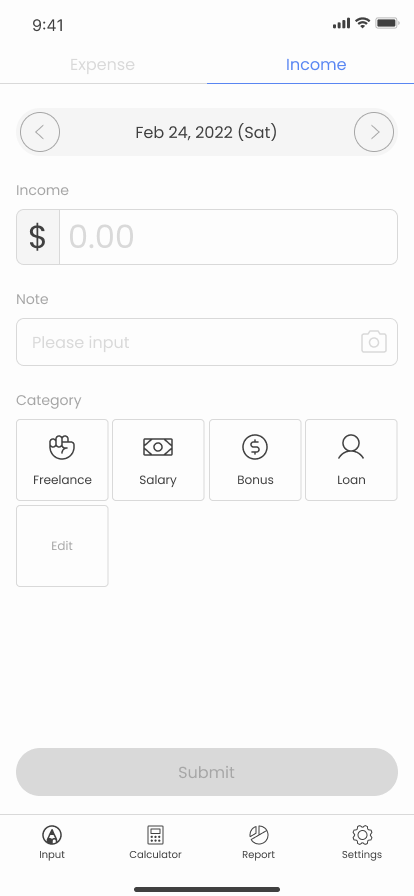 9:41
Expense Income
Feb 24, 2022 (Sat)
Income
$ 0.00
Note
Please input
Category
Freelance Salary Bonus Loan
Edit
Submit
Input Calculator Report Settings